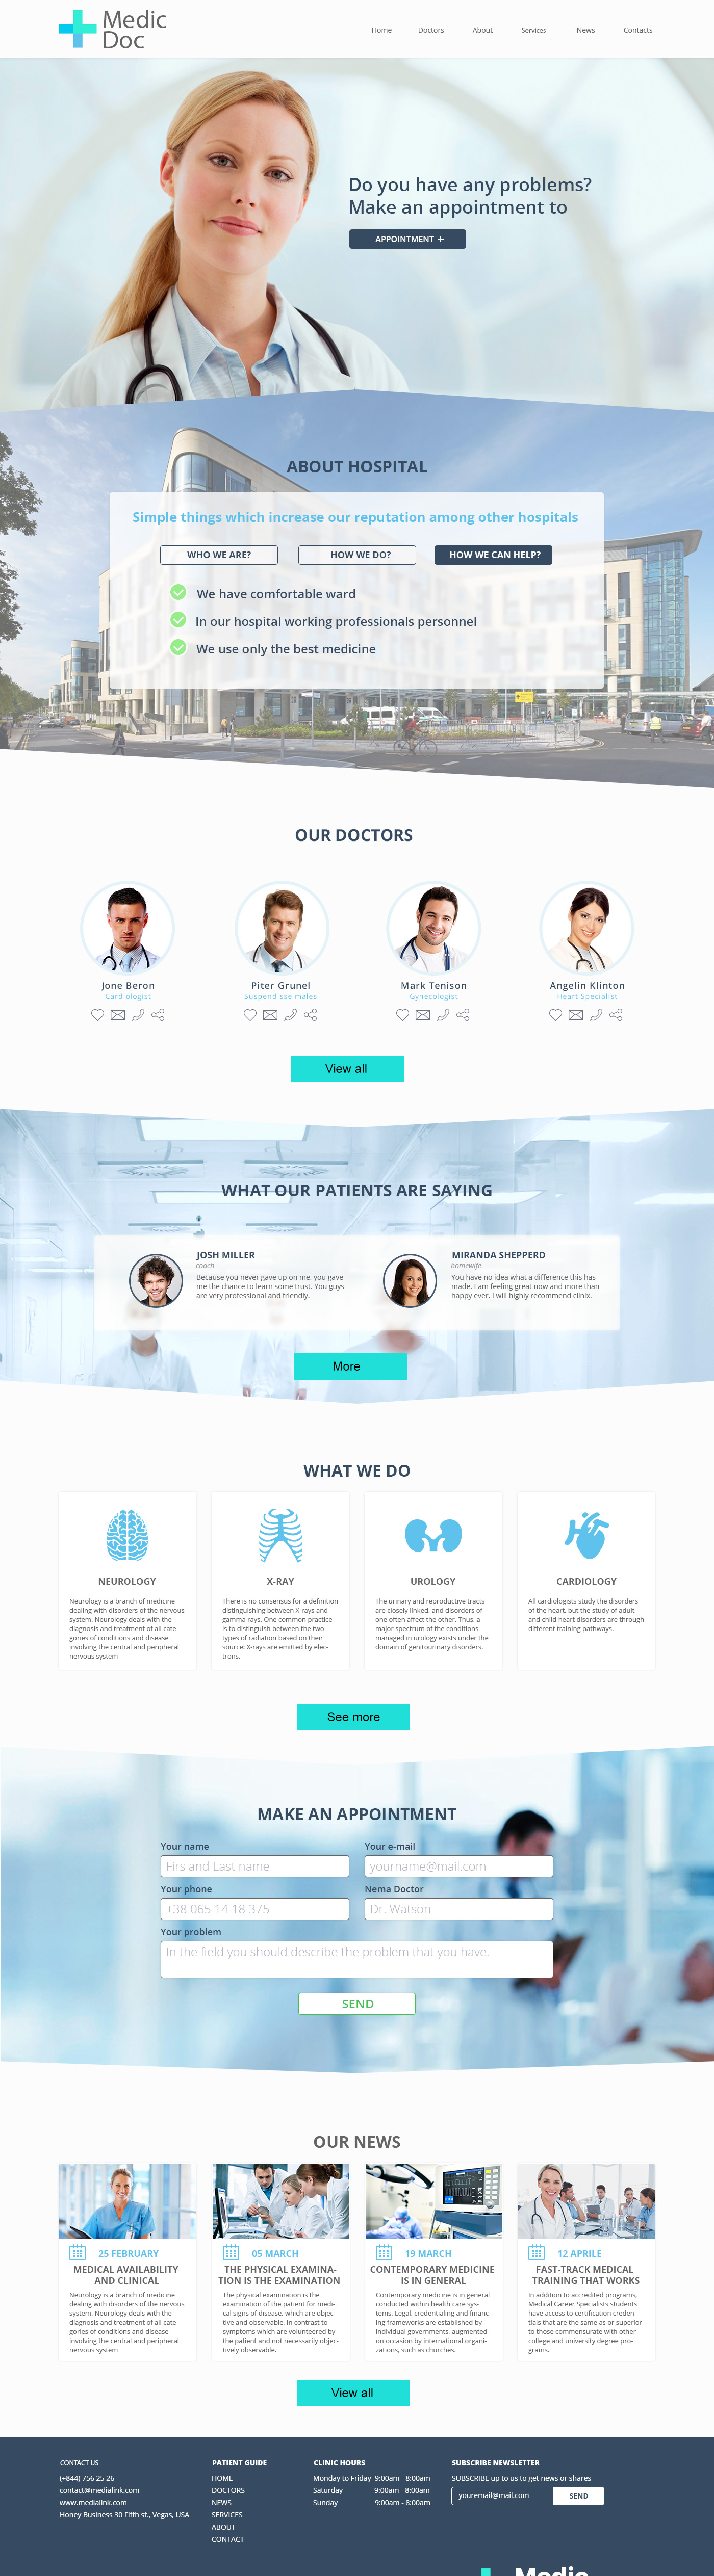 Medic
Doc
Home Doctors About Services News Contacts
Do you have any problems?
Make an appointment to
APPOINTMENT +
ABOUT HOSPITAL
Simple things which increase our reputation among other hospitals
WHO WE ARE? HOW WE DO? HOW WE CAN HELP?
We have comfortable ward
In our hospital working professionals personnel
We use only the best medicine
OUR DOCTORS
Jone Beron
Cardiologist
Piter Grunel
Suspendisse males
Mark Tenison
Gynecologist
Angelin Klinton
Heart Specialist
View all
WHAT OUR PATIENTS ARE SAYING
JOSH MILLER
coach
Because you never gave up on me, you gave
me the chance to learn some trust. You guys
are very professional and friendly.
MIRANDA SHEPPERD
homewife
You have no idea what a difference this has
made. I am feeling great now and more than
happy ever. I will highly recommend clinix.
More
WHAT WE DO
NEUROLOGY
Neurology is a branch of medicine
dealing with disorders of the nervous
system. Neurology deals with the
diagnosis and treatment of all cate-
gories of conditions and disease
involving the central and peripheral
nervous system
X-RAY
There is no consensus for a definition
distinguishing between X-rays and
gamma rays. One common practice
is to distinguish between the two
types of radiation based on their
source: X-rays are emitted by elec-
trons.
UROLOGY
The urinary and reproductive tracts
are closely linked, and disorders of
one often affect the other. Thus, a
major spectrum of the conditions
managed in urology exists under the
domain of genitourinary disorders.
CARDIOLOGY
All cardiologists study the disorders
of the heart, but the study of adult
and child heart disorders are through
different training pathways.
See more
MAKE AN APPOINTMENT
Your name
Firs and Last name
Your e-mail
yourname@mail.com
Your phone
+38 065 14 18 375
Nema Doctor
Dr. Watson
Your problem
In the field you should describe the problem that you have.
SEND
OUR NEWS
25 FEBRUARY
MEDICAL AVAILABILITY
AND CLINICAL
Neurology is a branch of medicine
dealing with disorders of the nervous
system. Neurology deals with the
diagnosis and treatment of all cate-
gories of conditions and disease
involving the central and peripheral
nervous system
05 MARCH
THE PHYSICAL EXAMINA-
TION IS THE EXAMINATION
The physical examination is the
examination of the patient for medi-
cal signs of disease, which are objec-
tive and observable, in contrast to
symptoms which are volunteered by
the patient and not necessarily objec-
tively observable.
19 MARCH
CONTEMPORARY MEDICINE
IS IN GENERAL
Contemporary medicine is in general
conducted within health care sys-
tems. Legal, credentialing and financ-
ing frameworks are established by
individual governments, augmented
on occasion by international organi-
zations, such as churches.
12 APRILE
FAST-TRACK MEDICAL
TRAINING THAT WORKS
In addition to accredited programs,
Medical Career Specialists students
have access to certification creden-
tials that are the same as or superior
to those commensurate with other
college and university degree pro-
grams.
View all
CONTACT US
(+844) 756 25 26
contact@medialink.com
www.medialink.com
Honey Business 30 Fifth st., Vegas, USA
PATIENT GUIDE
HOME
DOCTORS
NEWS
SERVICES
ABOUT
CONTACT
CLINIC HOURS
Monday to Friday 9:00am - 8:00am
Saturday 9:00am - 8:00am
Sunday 9:00am - 8:00am
SUBSCRIBE NEWSLETTER
SUBSCRIBE up to us to get news or shares
youremail@mail.com SEND
Medic